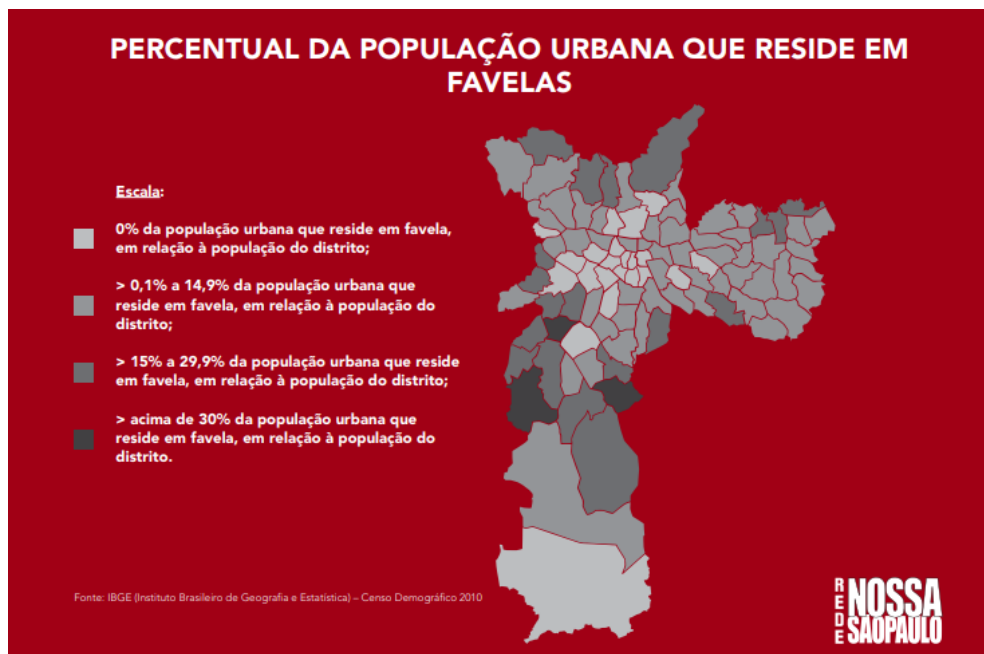 PERCENTUAL DA POPULAÇÃO URBANA QUE RESIDE EM
FAVELAS
Escala:
0% da população urbana que reside em favela,
em relação à população do distrito;
> 0,1% a 14,9% da população urbana que
reside em favela, em relação à população do
distrito;
> 15% a 29,9% da população urbana que reside
em favela, em relação à população do distrito;
> acima de 30% da população urbana que
reside em favela, em relação à população do
distrito.
Fonte: IBGE (Instituto Brasileiro de Geografia e Estatística) – Censo Demográfico 2010
REDE
NOSSA
SÃOPAULO